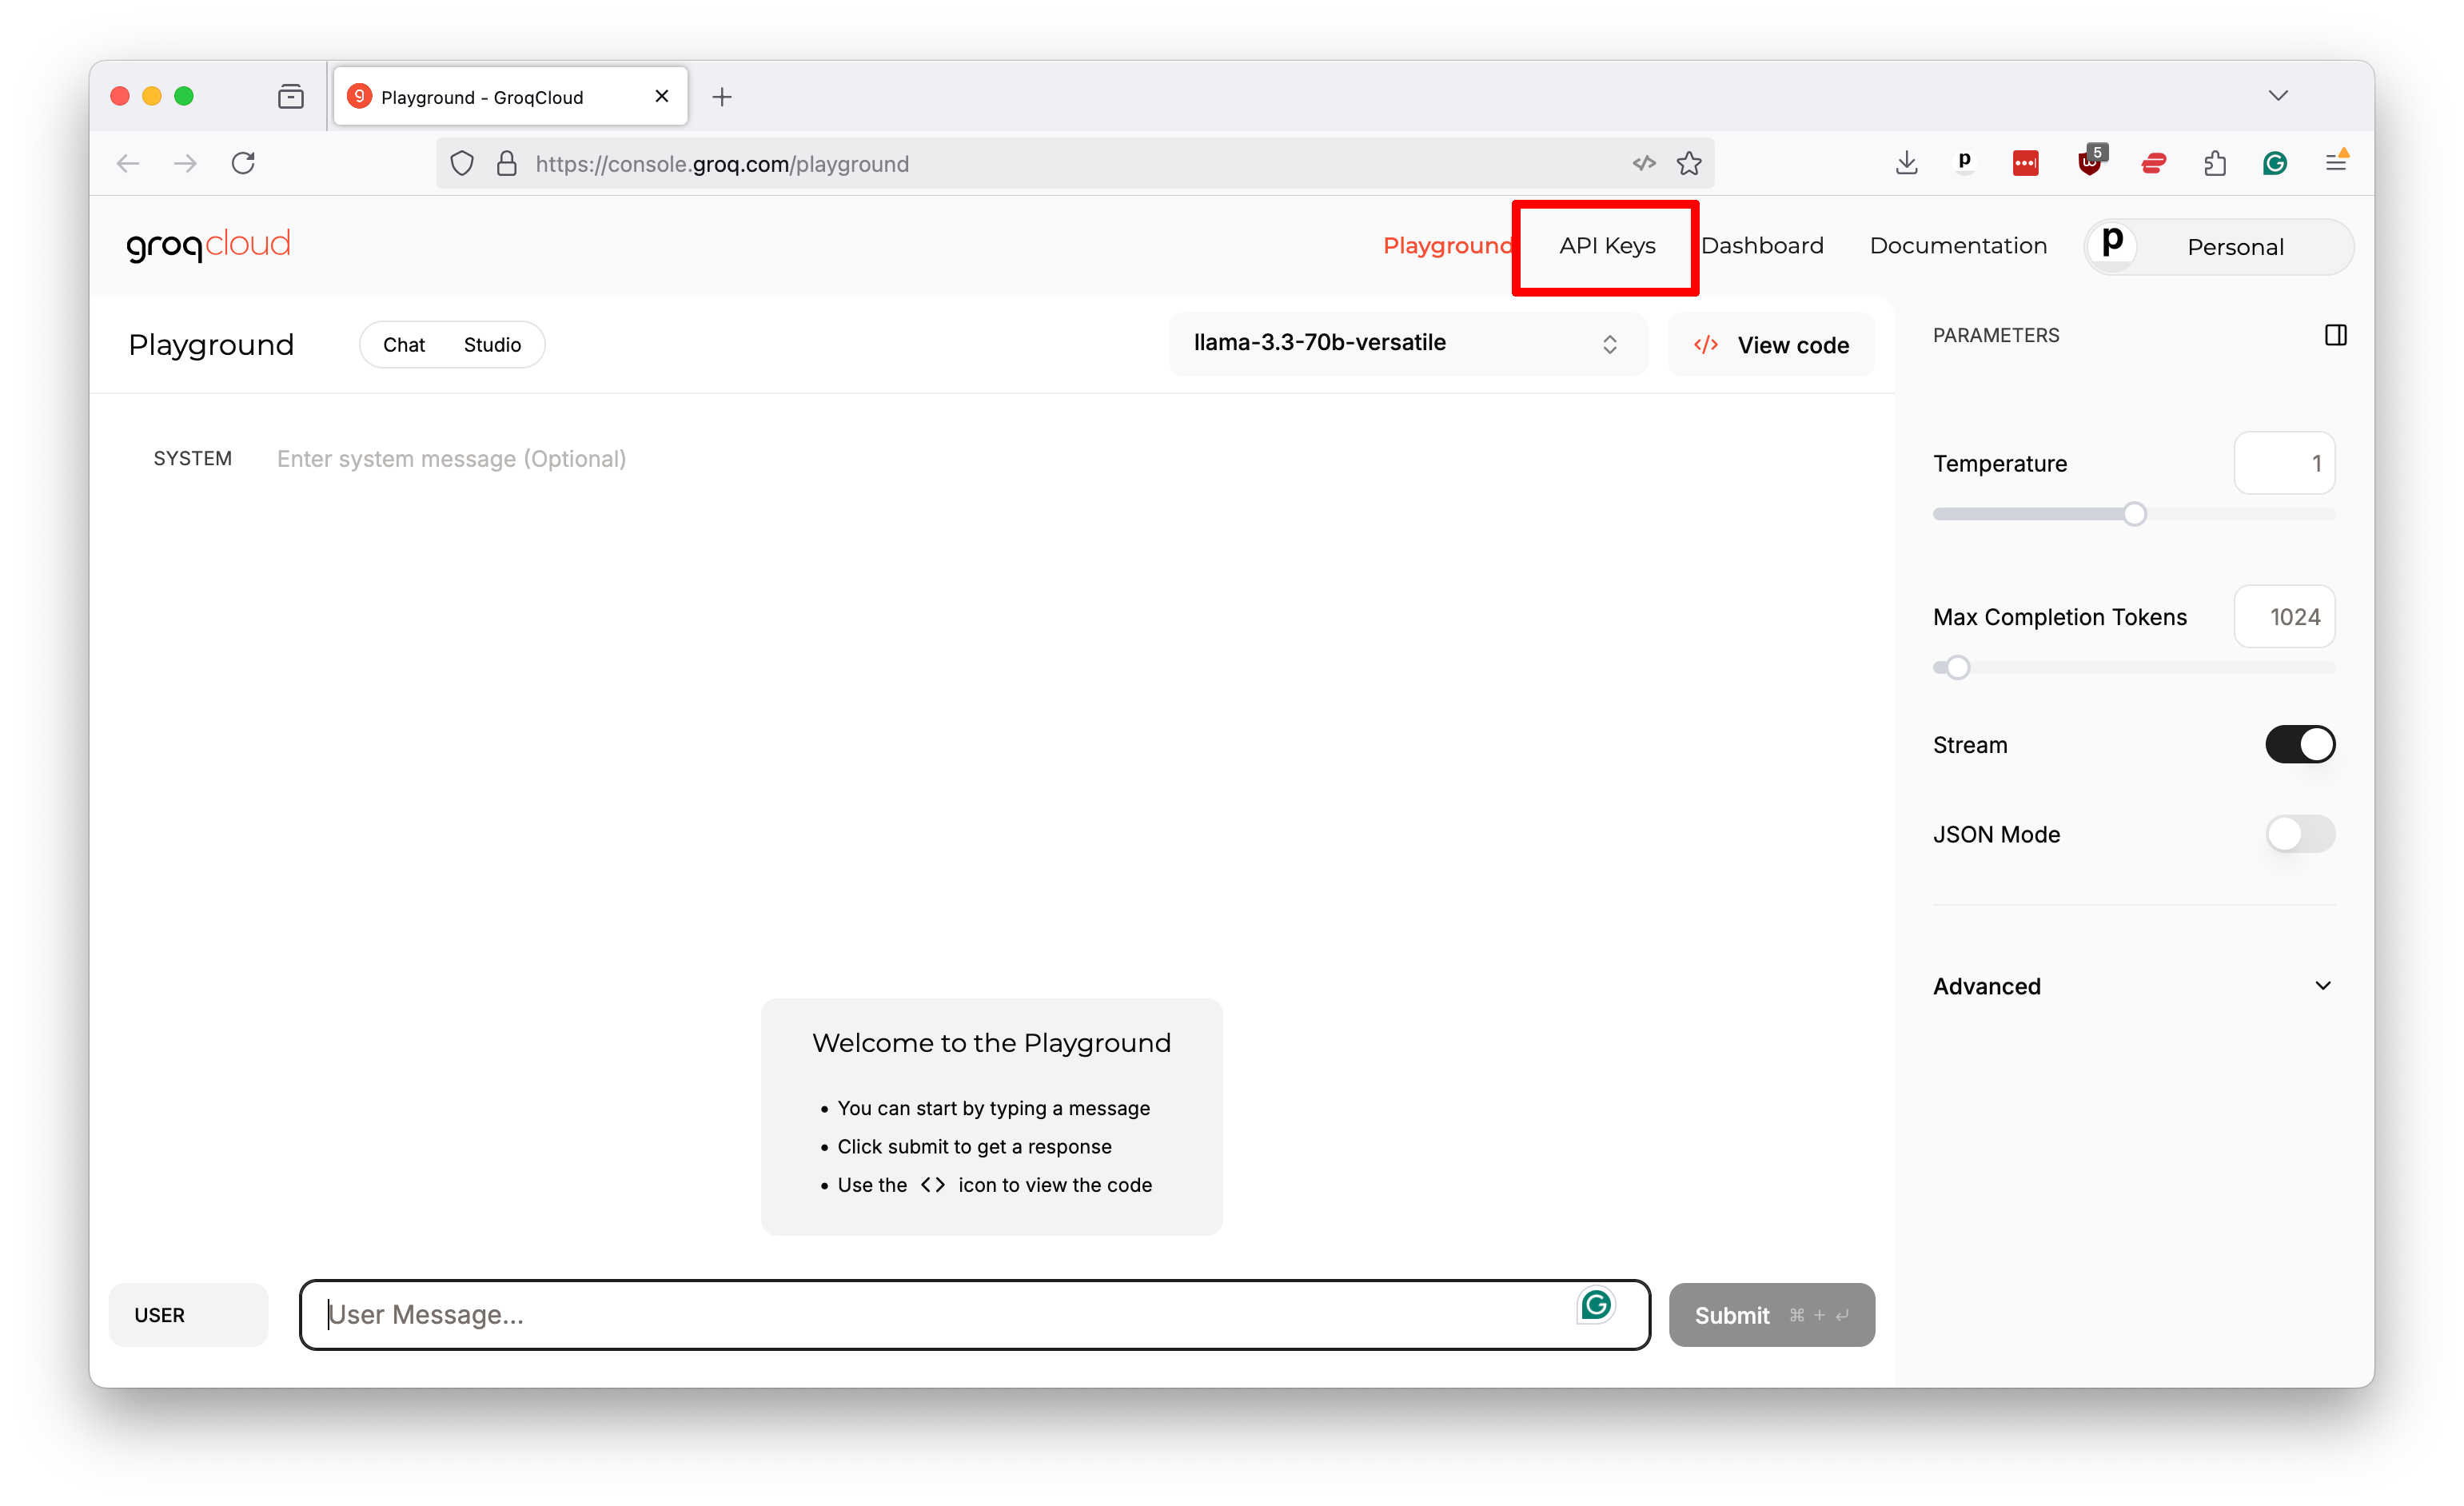 Playground - GroqCloud
https://console.groq.com/playground
5
groqcloud
Playground API Keys Dashboard Documentation p Personal
Playground Chat Studio llama-3.3-70b-versatile </> View code
PARAMETERS
SYSTEM Enter system message (Optional)
Temperature 1
Max Completion Tokens 1024
Stream
JSON Mode
Advanced
Welcome to the Playground
• You can start by typing a message
• Click submit to get a response
• Use the <> icon to view the code
USER User Message... Submit ⌘ + ↵